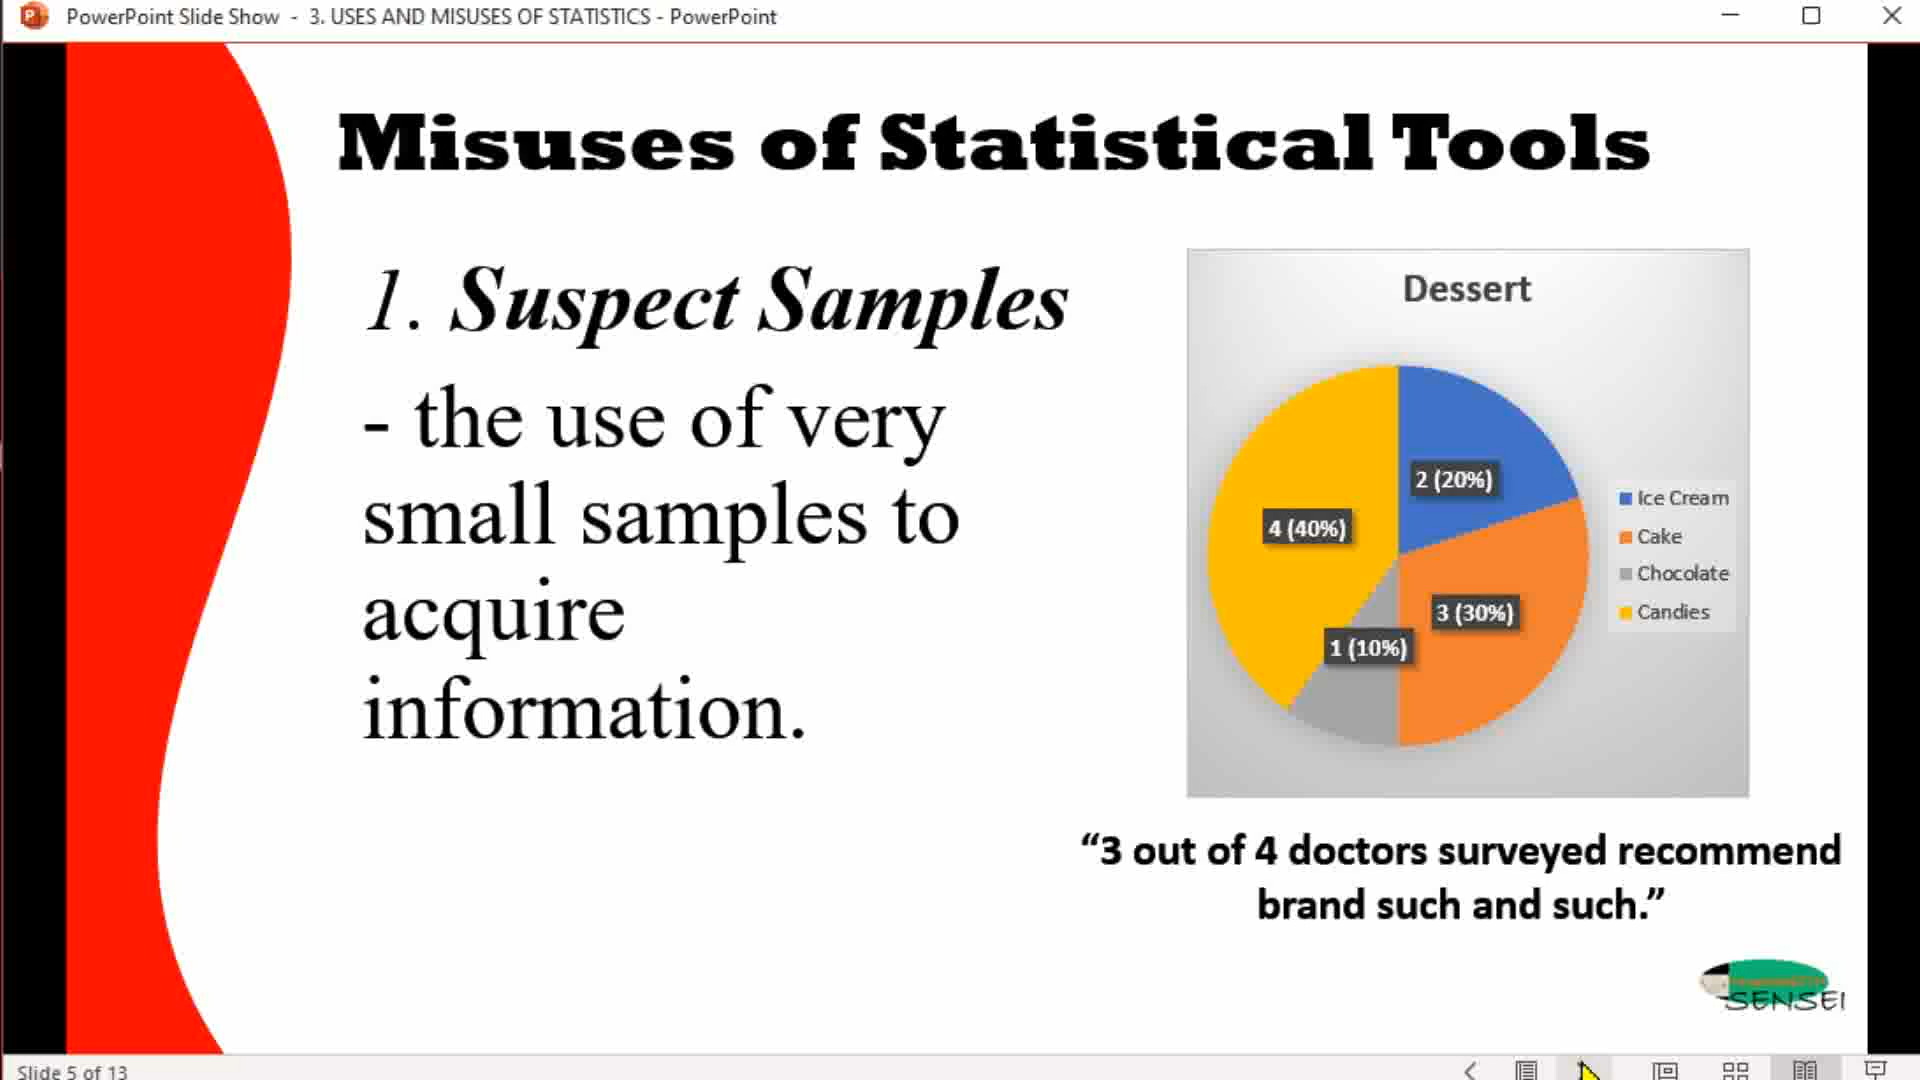 PowerPoint Slide Show - 3. USES AND MISUSES OF STATISTICS - PowerPoint
Misuses of Statistical Tools
1. Suspect Samples
- the use of very
small samples to
acquire
information.
Dessert
2 (20%)
4 (40%)
3 (30%)
1 (10%)
Ice Cream
Cake
Chocolate
Candies
“3 out of 4 doctors surveyed recommend
brand such and such.”
SENSEI
Slide 5 of 13